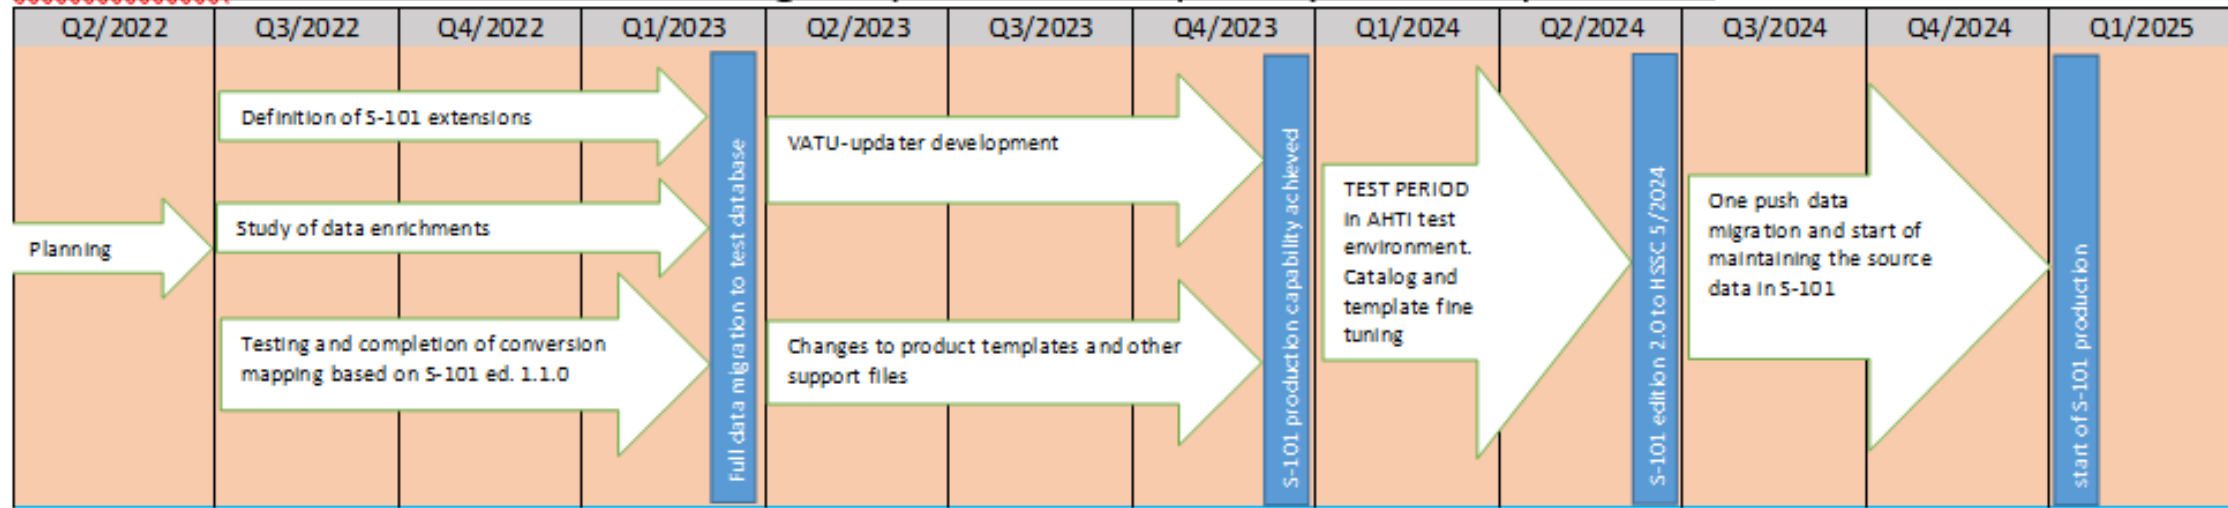 Q2/2022 Q3/2022 Q4/2022 Q1/2023 Q2/2023 Q3/2023 Q4/2023 Q1/2024 Q2/2024 Q3/2024 Q4/2024 Q1/2025
Planning
Definition of S-101 extensions
Study of data enrichments
Testing and completion of conversion
mapping based on S-101 ed. 1.1.0
Full data migration to test database
VATU-updater development
Changes to product templates and other
support files
S-101 production capability achieved
TEST PERIOD
in AHTI test
environment.
Catalog and
template fine
tuning
S-101 edition 2.0 to HSSC 5/2024
One push data
migration and start of
maintaining the source
data in S-101
start of S-101 production